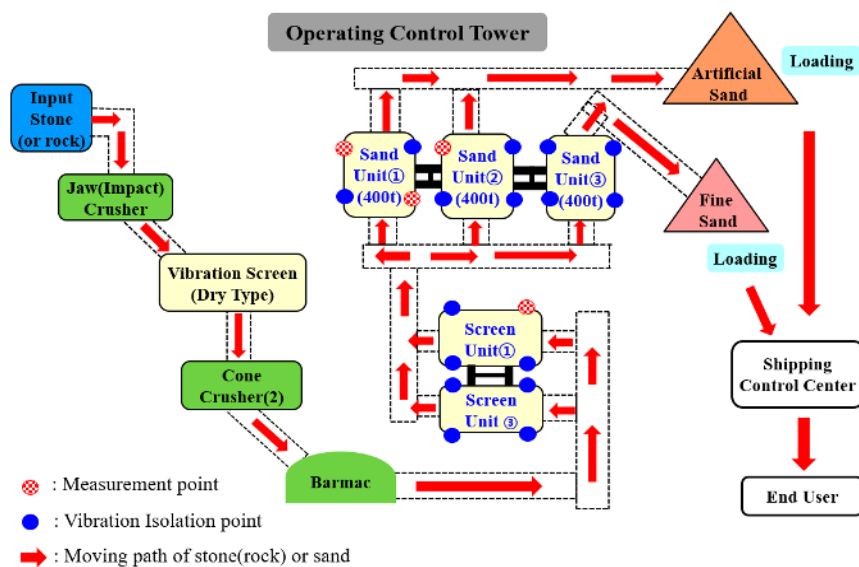 Operating Control Tower
Input
Stone
(or rock)
Jaw(Impact)
Crusher
Vibration Screen
(Dry Type)
Cone
Crusher(2)
Barmac
Sand
Unit①
(400t)
Sand
Unit②
(400t)
Sand
Unit③
(400t)
Screen
Unit①
Screen
Unit ③
Artificial
Sand
Loading
Fine
Sand
Loading
Shipping
Control Center
End User
: Measurement point
: Vibration Isolation point
: Moving path of stone(rock) or sand